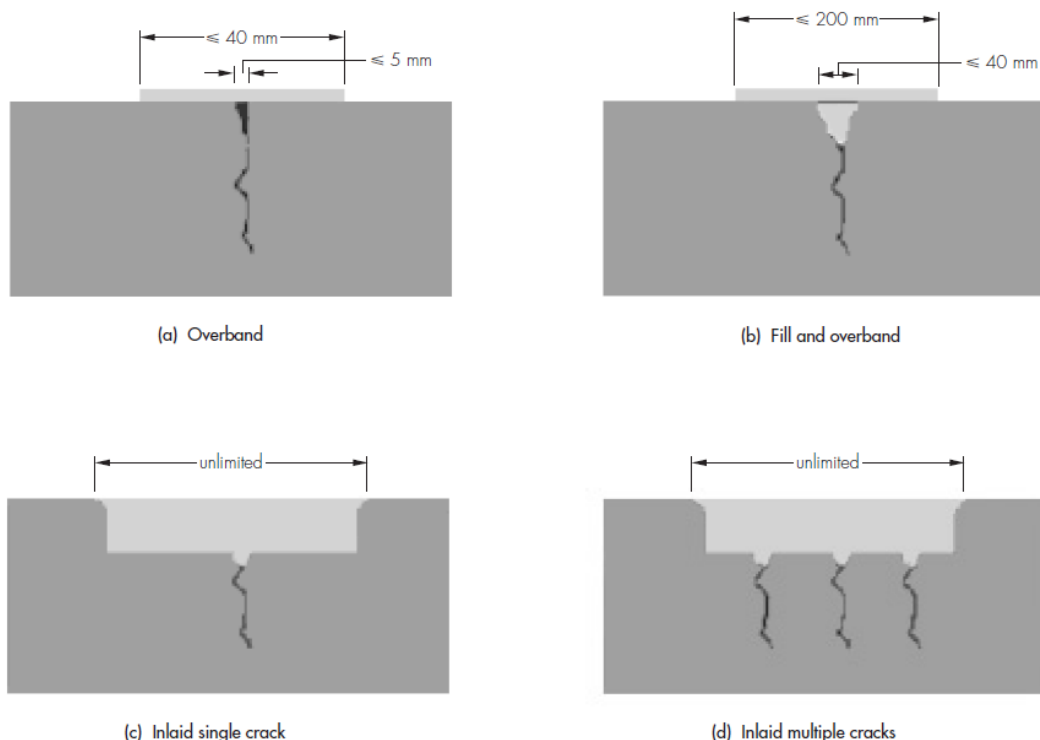 ⩽ 40 mm
⩽ 5 mm
(a) Overband
⩽ 200 mm
⩽ 40 mm
(b) Fill and overband
unlimited
(c) Inlaid single crack
unlimited
(d) Inlaid multiple cracks